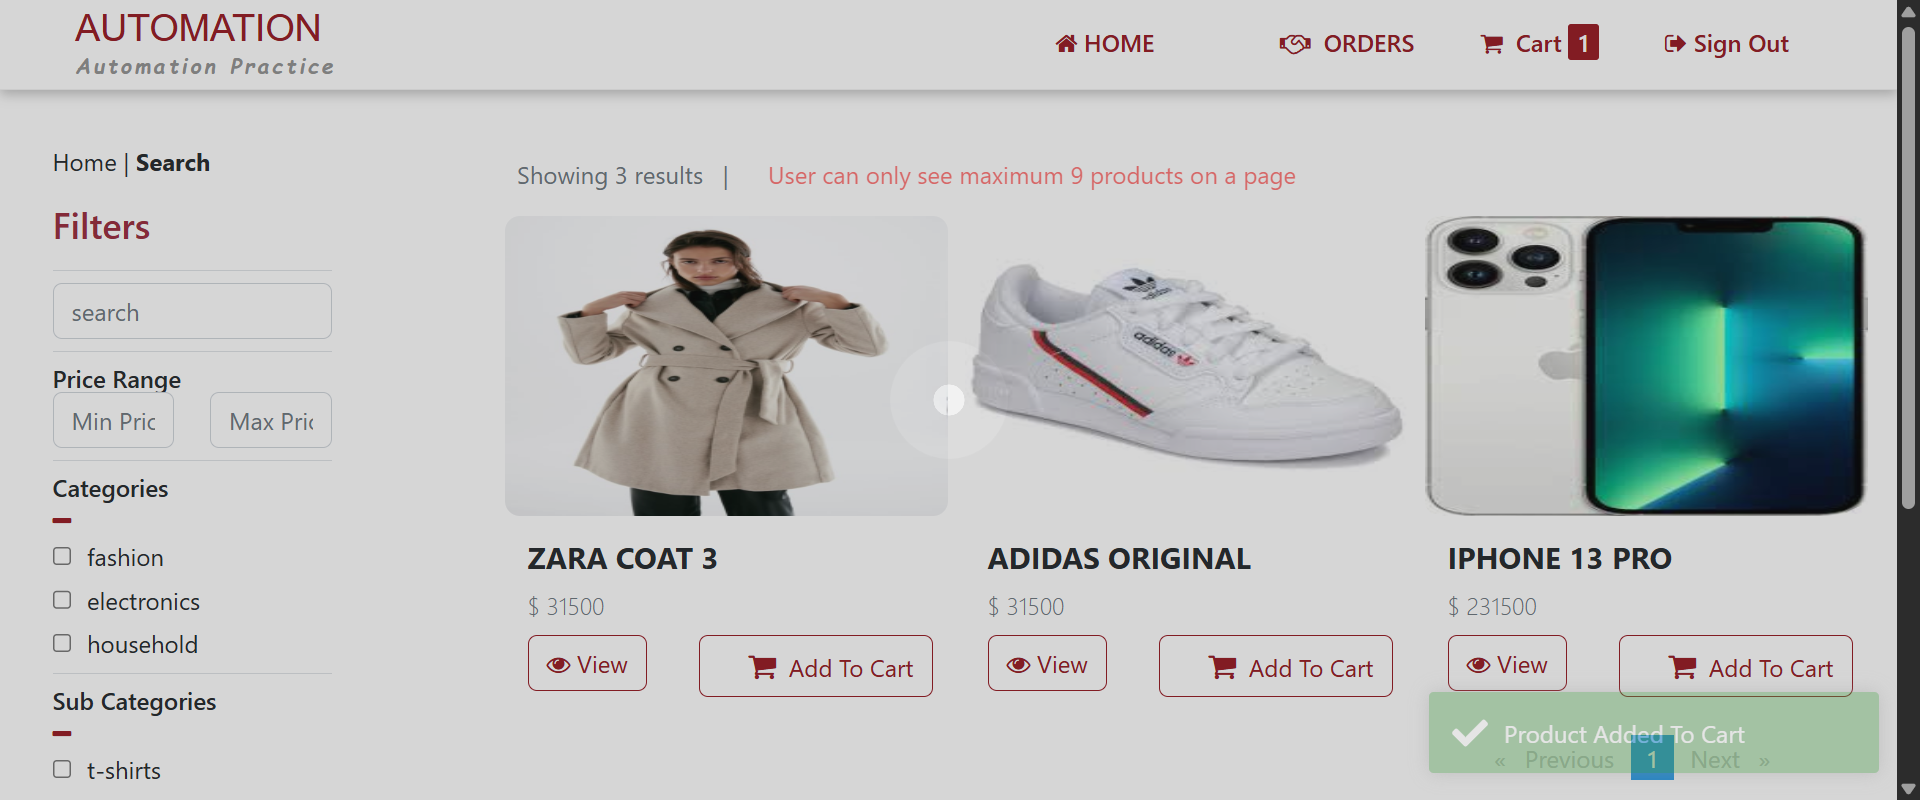 AUTOMATION
Automation Practice
HOME
ORDERS
Cart 1
Sign Out
Home | Search
Showing 3 results |
User can only see maximum 9 products on a page
Filters
search
Price Range
Min Pric
Max Pric
Categories
fashion
electronics
household
Sub Categories
t-shirts
adidas
adidas
ZARA COAT 3
$ 31500
View
Add To Cart
ADIDAS ORIGINAL
$ 31500
View
Add To Cart
IPHONE 13 PRO
$ 231500
View
Add To Cart
Product Added To Cart
« Previous 1 Next »